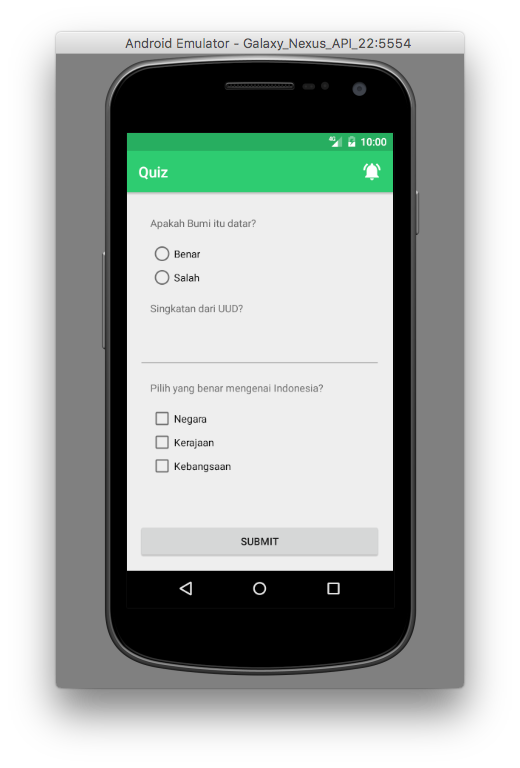 Android Emulator - Galaxy_Nexus_API_22:5554
4G 10:00
Quiz
Apakah Bumi itu datar?
Benar
Salah
Singkatan dari UUD?
Pilih yang benar mengenai Indonesia?
Negara
Kerajaan
Kebangsaan
SUBMIT